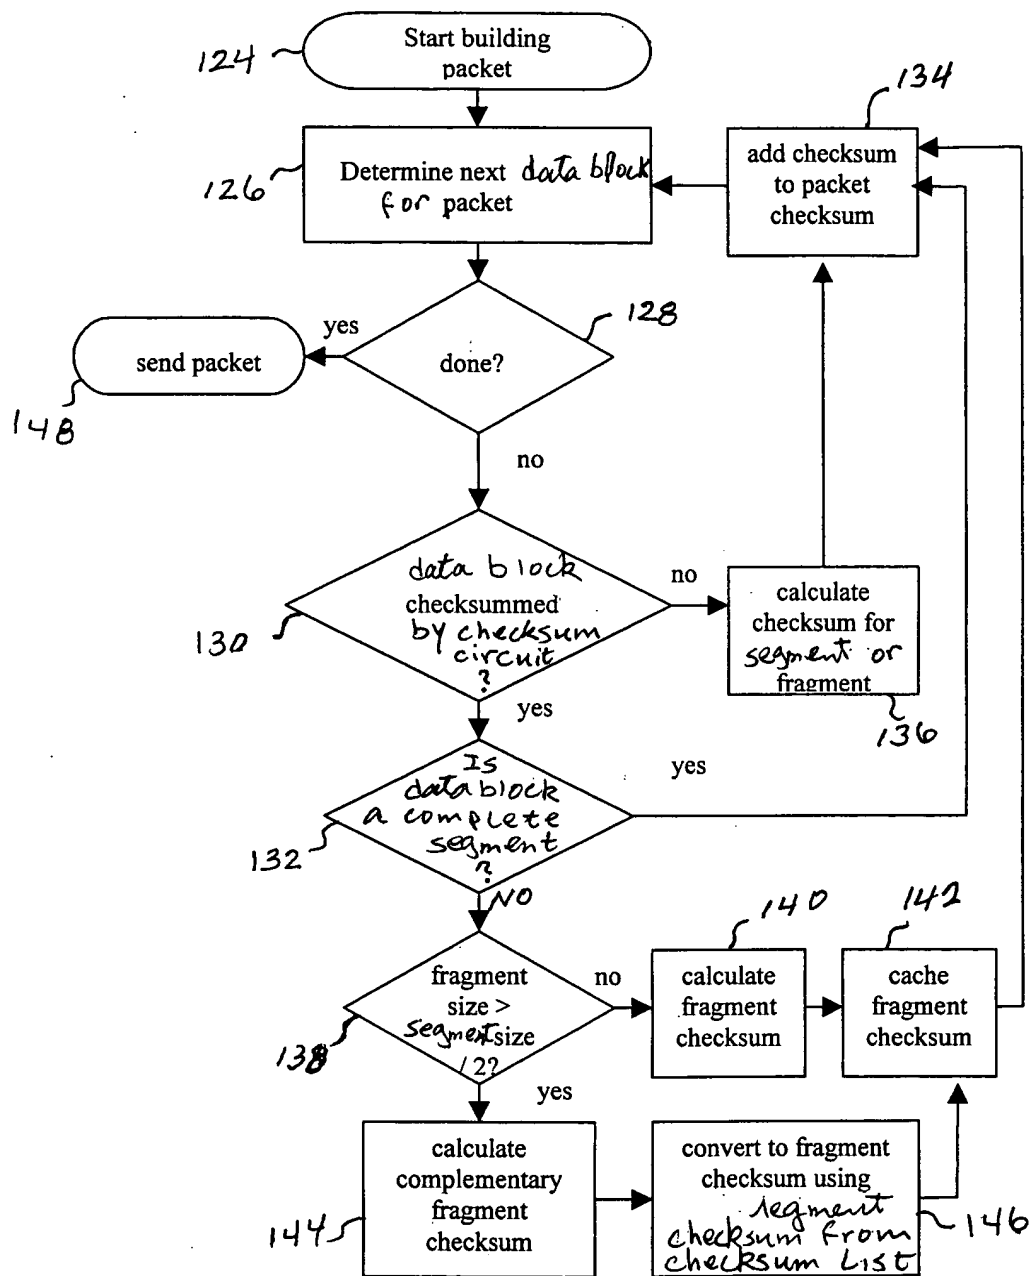 Start building
packet
124
134
Determine next data block
for packet
126
add checksum
to packet
checksum
128
yes
done?
send packet
148
no
data block
checksummed
by checksum
circuit
?
130
no
calculate
checksum for
segment or
fragment
136
yes
Is
data block
a complete
segment
?
132
yes
NO
140
142
fragment
size >
segment size
/ 2?
138
no
calculate
fragment
checksum
cache
fragment
checksum
yes
calculate
complementary
fragment
checksum
144
convert to fragment
checksum using
segment
checksum from
checksum List
146